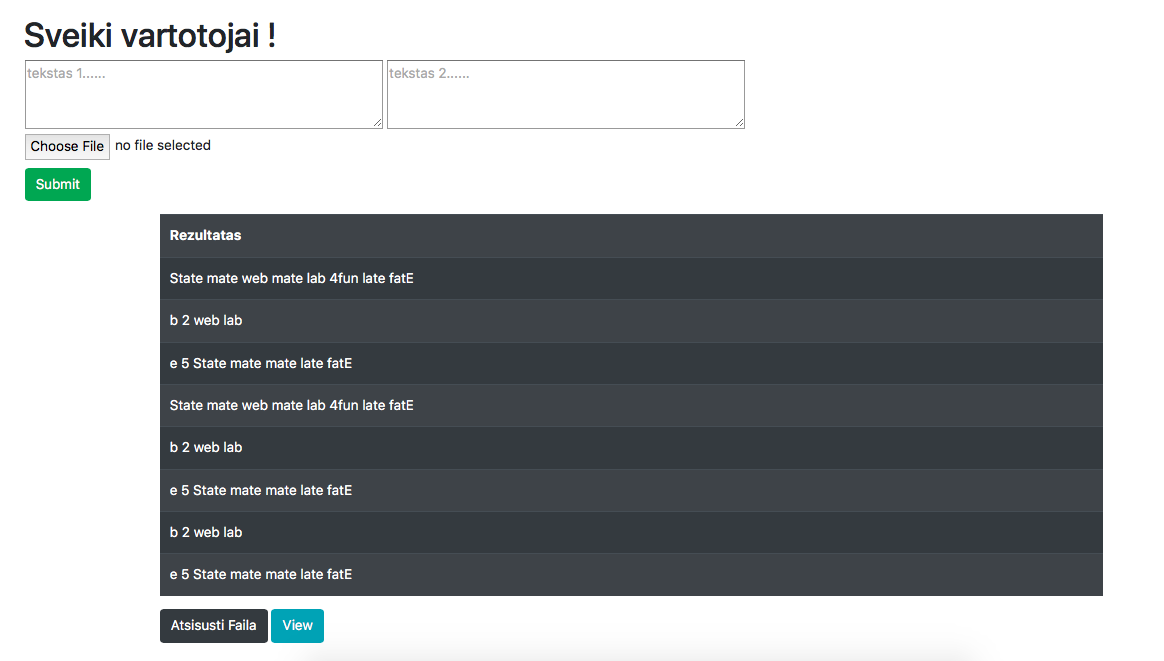 Sveiki vartotojai !
tekstas 1...... tekstas 2......
Choose File no file selected
Submit
Rezultatas
State mate web mate lab 4fun late fatE
b 2 web lab
e 5 State mate mate late fatE
State mate web mate lab 4fun late fatE
b 2 web lab
e 5 State mate mate late fatE
b 2 web lab
e 5 State mate mate late fatE
Atsisusti Faila View